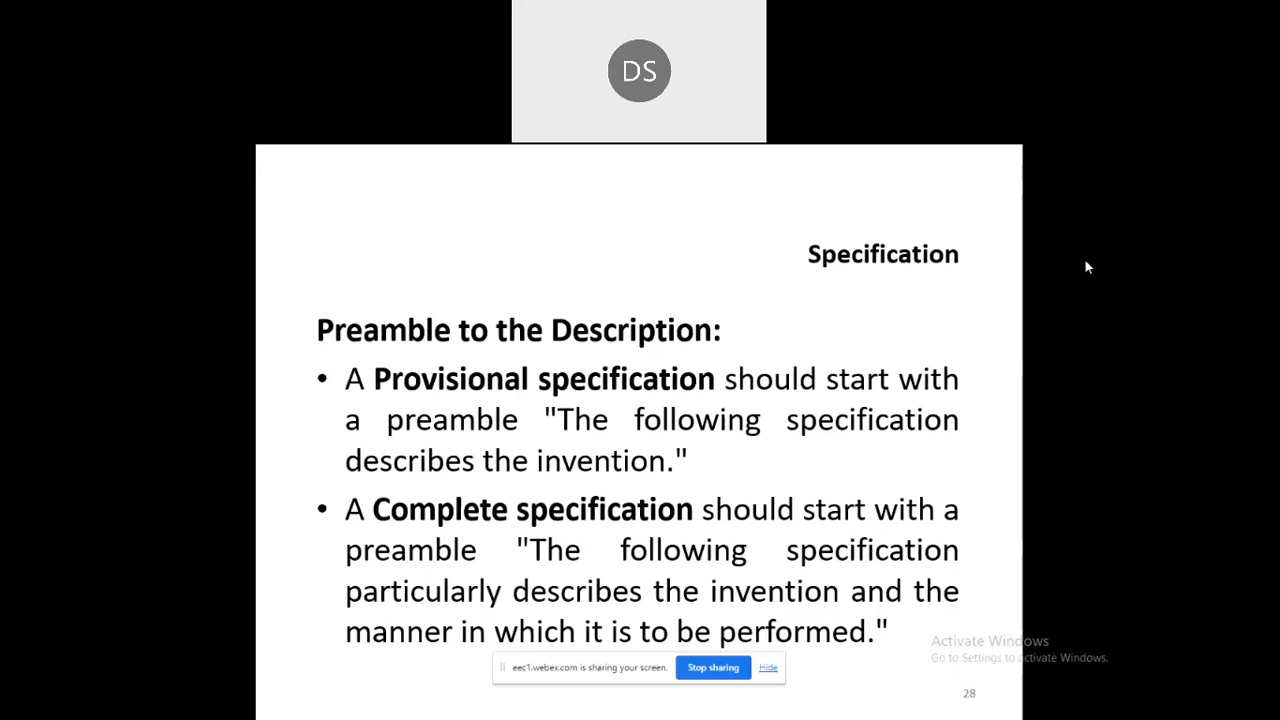 DS
Specification
Preamble to the Description:
• A Provisional specification should start with
a preamble "The following specification
describes the invention."
• A Complete specification should start with a
preamble "The following specification
particularly describes the invention and the
manner in which it is to be performed."
Activate Windows
Go to Settings to activate Windows.
eec1.webex.com is sharing your screen. Stop sharing Hide
28